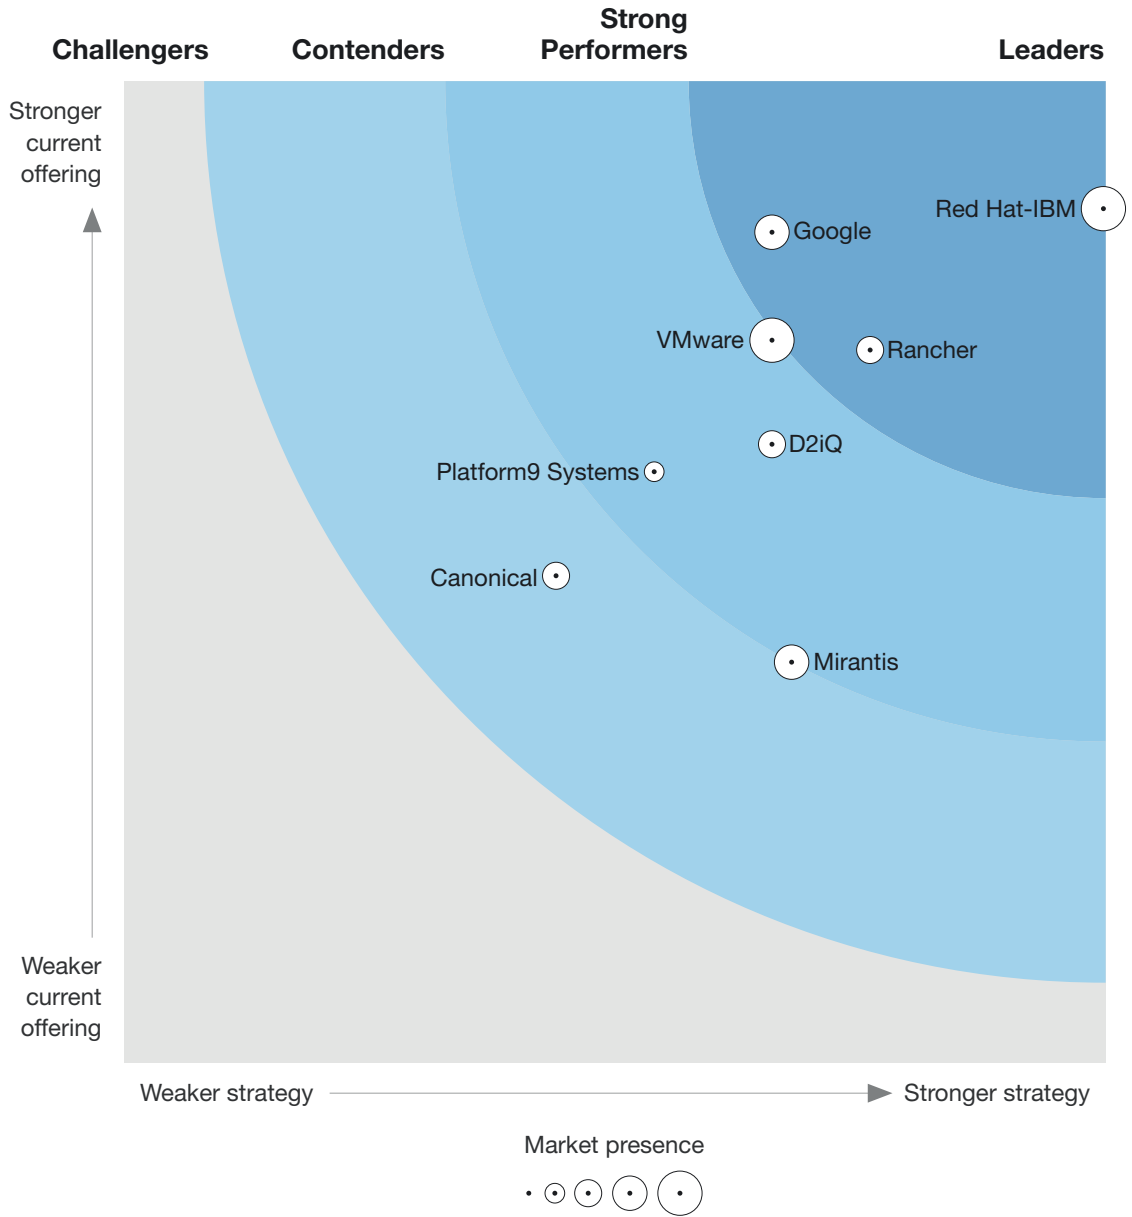 Challengers
Contenders
Strong
Performers
Leaders
Stronger
current
offering
Red Hat-IBM
Google
VMware
Rancher
D2iQ
Platform9 Systems
Canonical
Mirantis
Weaker
current
offering
Weaker strategy
Stronger strategy
Market presence